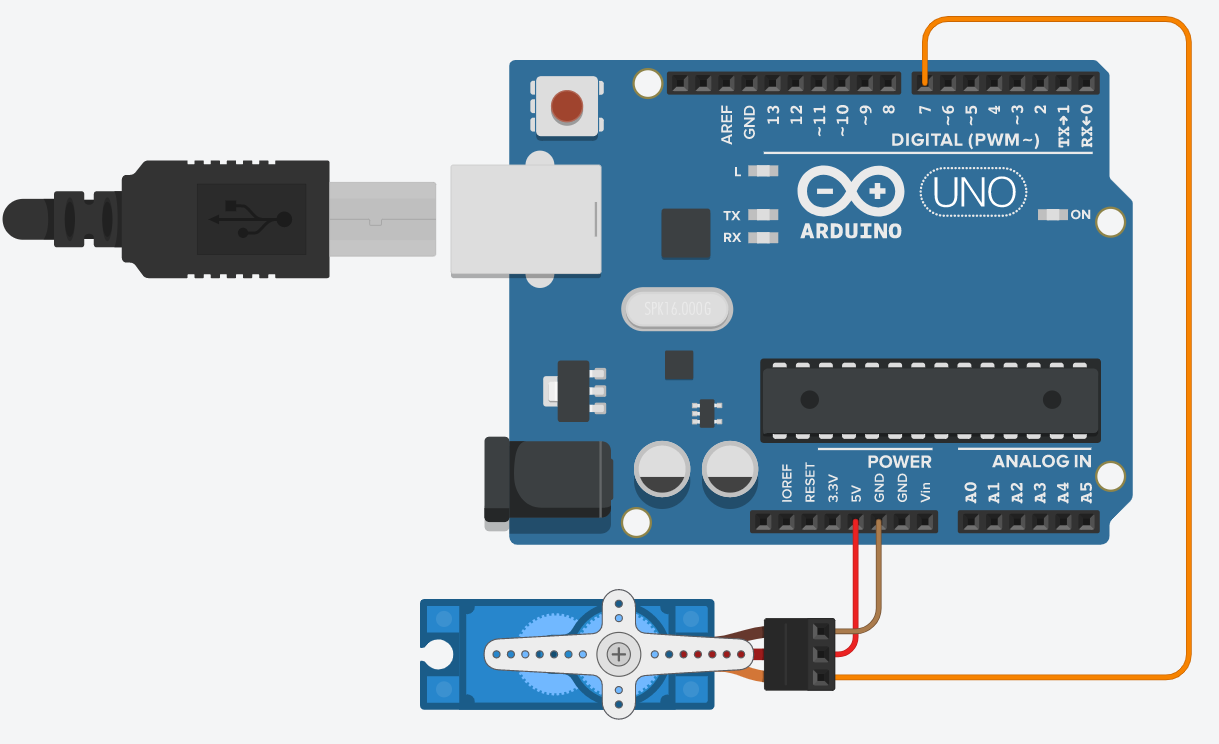 AREF
GND
13
12
~11
~10
~9
8
7
~6
~5
4
~3
2
TX→1
RX←0
DIGITAL (PWM~)
L
TX
RX
ARDUINO
UNO
ON
SPK16.000G
POWER
ANALOG IN
IOREF
RESET
3.3V
5V
GND
GND
Vin
A0
A1
A2
A3
A4
A5